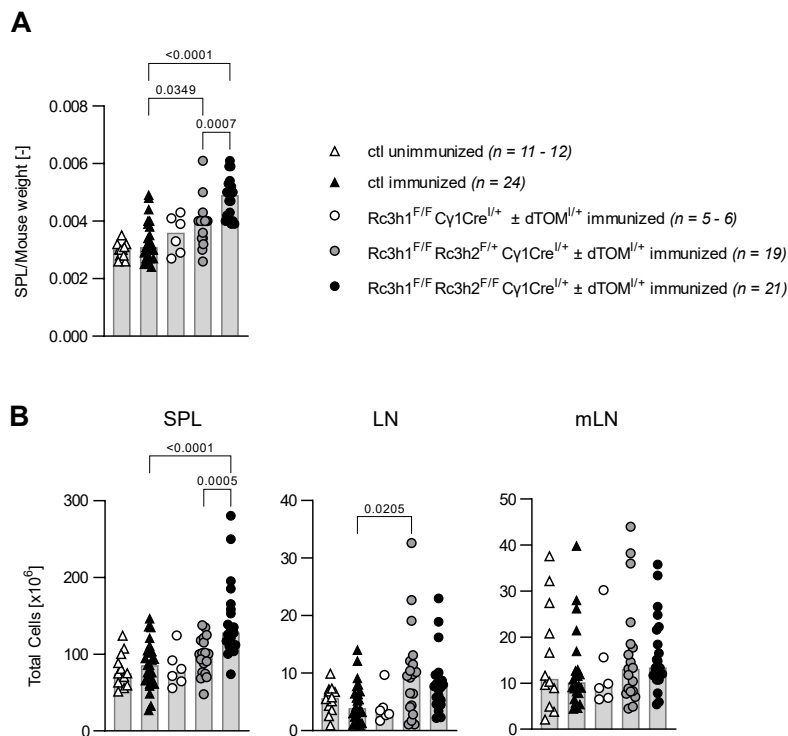 A
<0.0001
0.0349
0.0007
0.008
0.006
0.004
0.002
0.000
SPL/Mouse weight [-]
ctl unimmunized (n = 11 - 12)
ctl immunized (n = 24)
Rc3h1F/F Cγ1CreI/+ ± dTOMI/+ immunized (n = 5 - 6)
Rc3h1F/F Rc3h2F/+ Cγ1CreI/+ ± dTOMI/+ immunized (n = 19)
Rc3h1F/F Rc3h2F/F Cγ1CreI/+ ± dTOMI/+ immunized (n = 21)
B
SPL
<0.0001
0.0005
300
200
100
0
Total Cells [x10⁶]
LN
0.0205
40
30
20
10
0
mLN
50
40
30
20
10
0